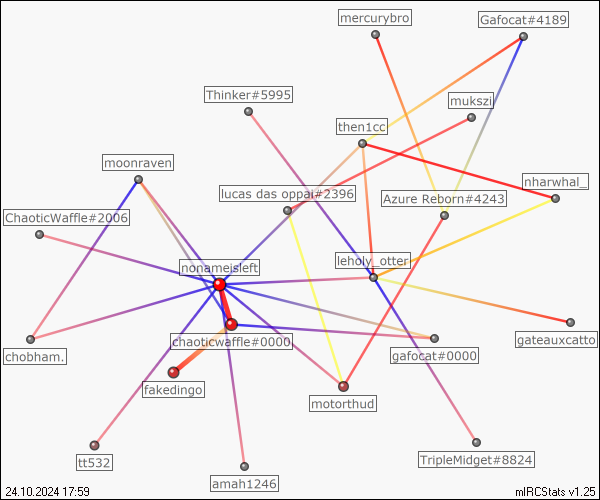 mercurybro
Gafocat#4189
Thinker#5995
mukszi
then1cc
moonraven
nharwhal_
lucas das oppai#2396
Azure Reborn#4243
ChaoticWaffle#2006
nonameisleft
leholy_otter
chaoticwaffle#0000
gateauxcatto
chobham.
gafocat#0000
fakedingo
motorthud
tt532
TripleMidget#8824
amah1246
24.10.2024 17:59
mIRCStats v1.25